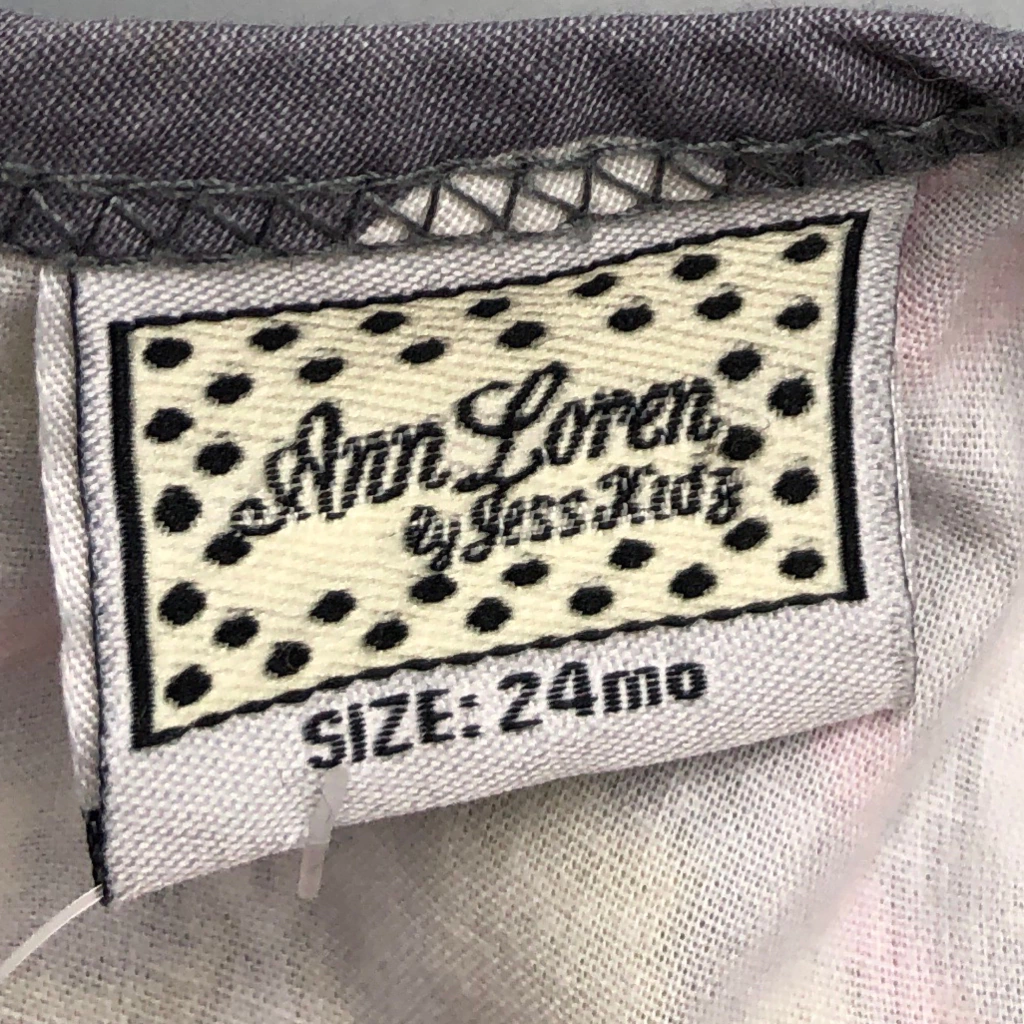 Ann Loren
by Jess Kidz
SIZE: 24mo